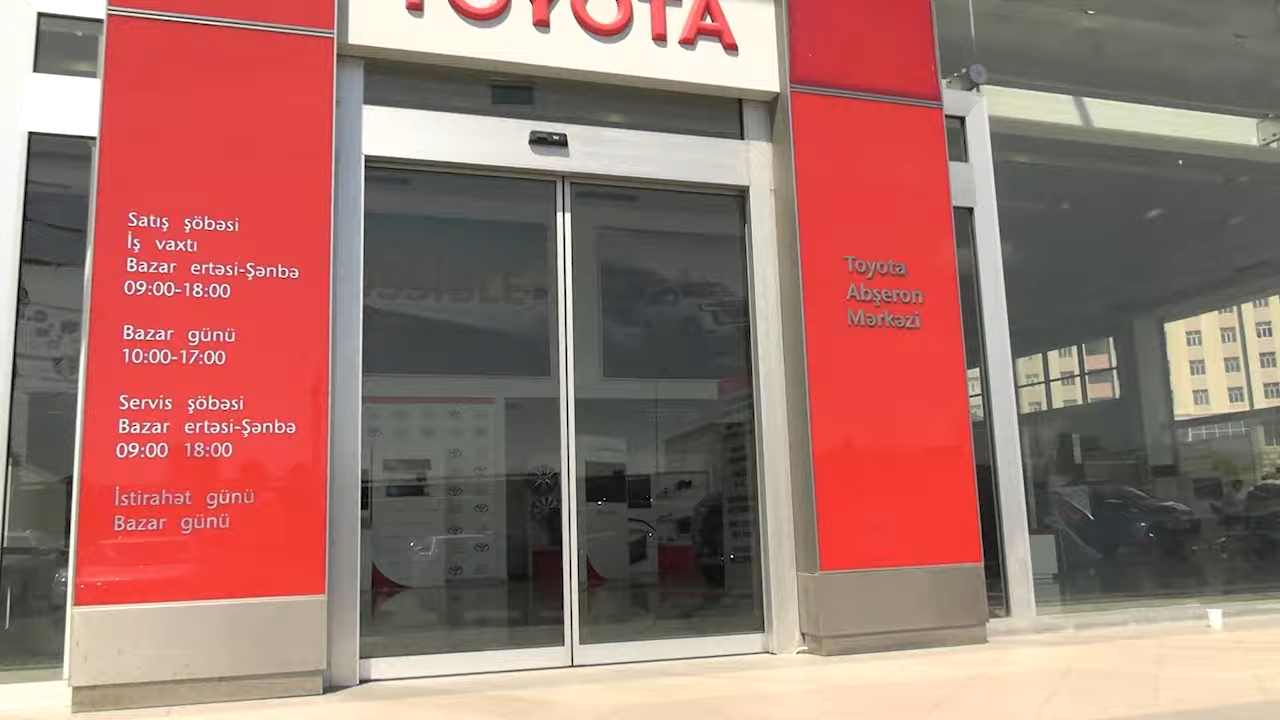 TOYOTA
Satış şöbəsi
İş vaxtı
Bazar ertəsi-Şənbə
09:00-18:00
Bazar günü
10:00-17:00
Servis şöbəsi
Bazar ertəsi-Şənbə
09:00 18:00
İstirahət günü
Bazar günü
Toyota
Abşeron
Mərkəzi